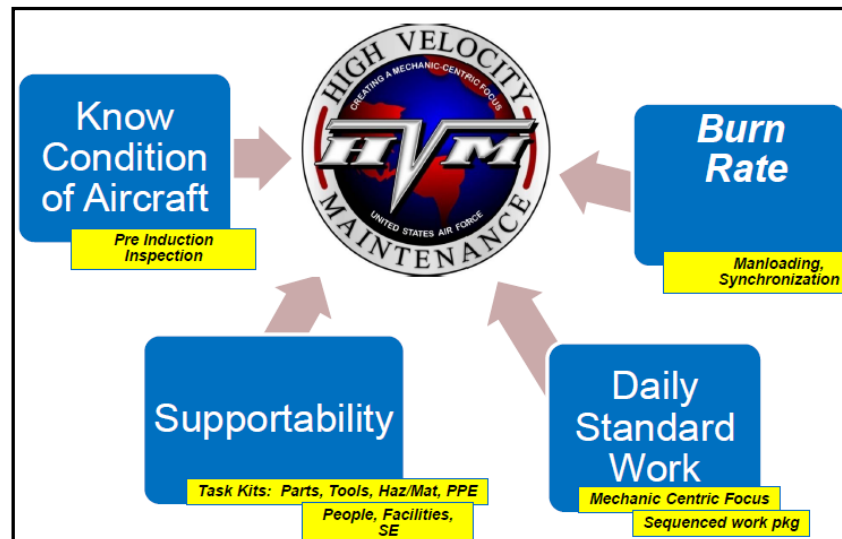 HIGH VELOCITY
CREATING A MECHANIC-CENTRIC FOCUS
HVM
UNITED STATES AIR FORCE
MAINTENANCE
Know
Condition
of Aircraft
Pre Induction
Inspection
Burn
Rate
Manloading,
Synchronization
Supportability
Task Kits: Parts, Tools, Haz/Mat, PPE
People, Facilities,
SE
Daily
Standard
Work
Mechanic Centric Focus
Sequenced work pkg